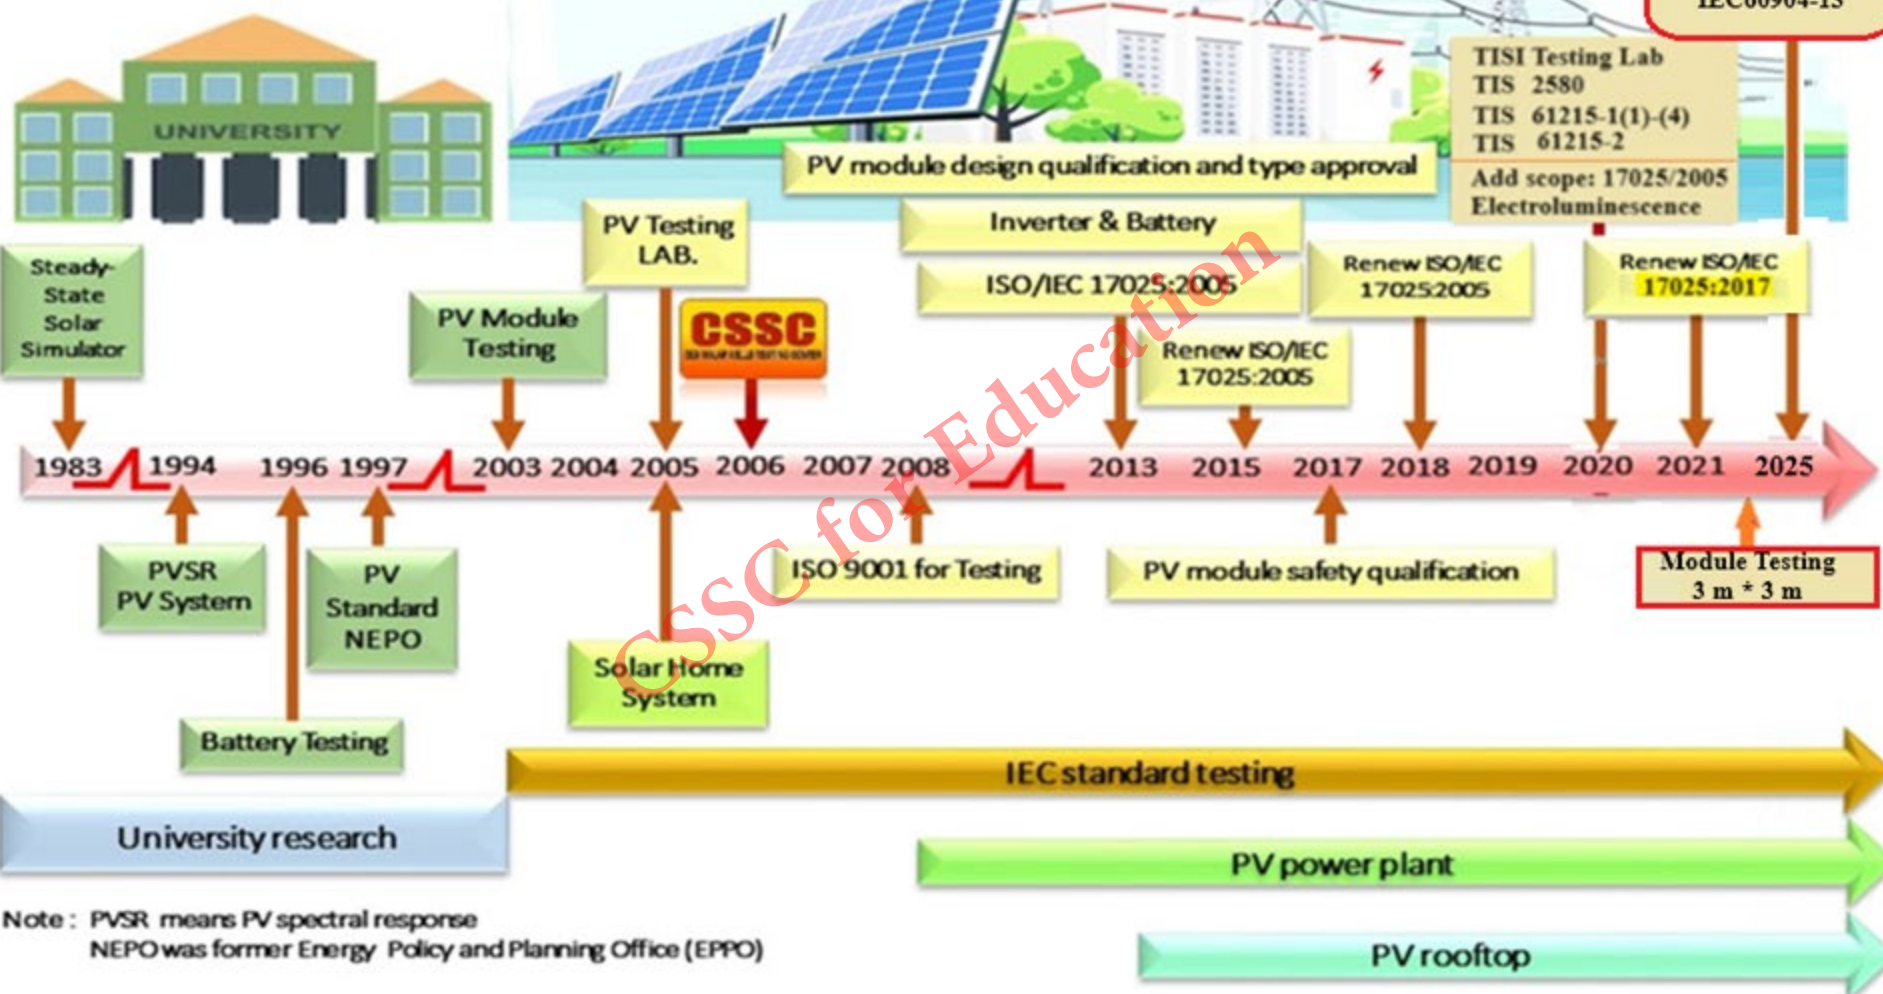 IEC60904-13
UNIVERSITY
TISI Testing Lab
TIS 2580
TIS 61215-1(1)-(4)
TIS 61215-2
Add scope: 17025/2005
Electroluminescence
PV module design qualification and type approval
Inverter & Battery
ISO/IEC 17025:2005
PV Testing
LAB.
Steady-
State
Solar
Simulator
PV Module
Testing
CSSC
Renew ISO/IEC
17025:2005
Renew ISO/IEC
17025:2005
Renew ISO/IEC
17025:2017
1983 1994 1996 1997 2003 2004 2005 2006 2007 2008 2013 2015 2017 2018 2019 2020 2021 2025
PVSR
PV System
PV
Standard
NEPO
Battery Testing
Solar Home
System
ISO 9001 for Testing
PV module safety qualification
Module Testing
3 m * 3 m
CSSC for Education
IEC standard testing
University research
PV power plant
PV rooftop
Note : PVSR means PV spectral response
NEPO was former Energy Policy and Planning Office (EPPO)